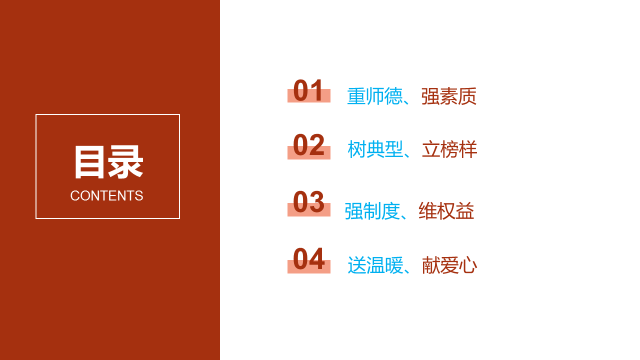 目录
CONTENTS
01 重师德、强素质
02 树典型、立榜样
03 强制度、维权益
04 送温暖、献爱心